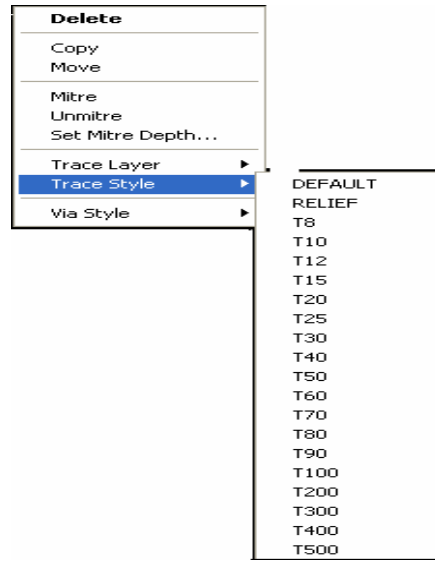 Delete
Copy
Move
Mitre
Unmitre
Set Mitre Depth...
Trace Layer
Trace Style
Via Style
DEFAULT
RELIEF
T8
T10
T12
T15
T20
T25
T30
T40
T50
T60
T70
T80
T90
T100
T200
T300
T400
T500